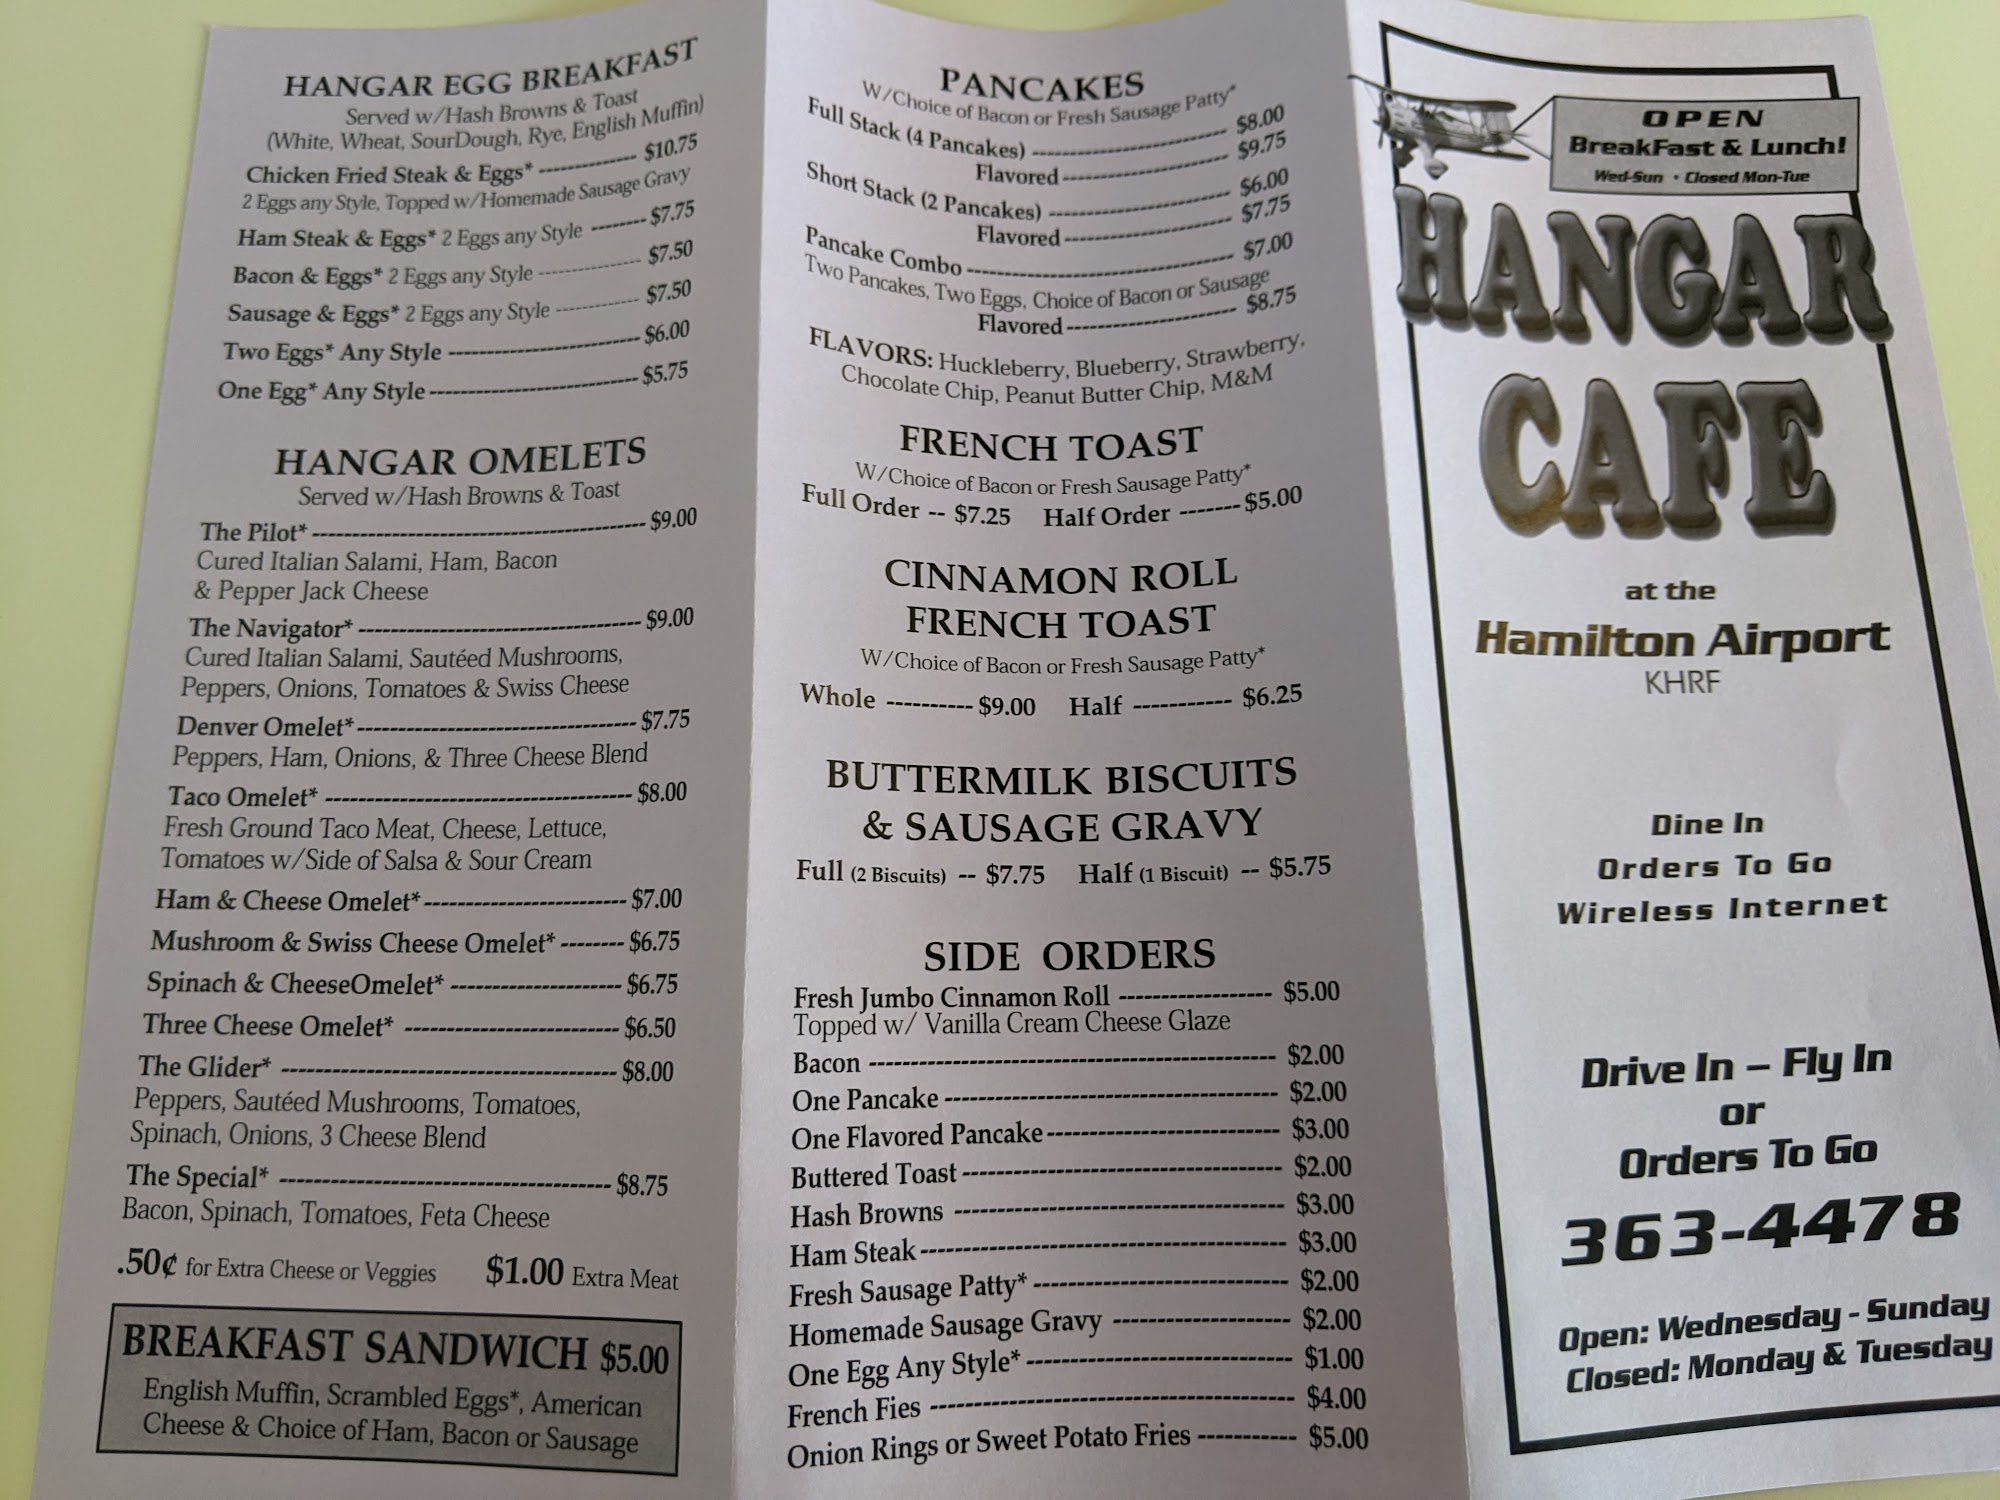 HANGAR EGG BREAKFAST
Served w/Hash Browns & Toast
(White, Wheat, SourDough, Rye, English Muffin)
Chicken Fried Steak & Eggs* ------------ $10.75
2 Eggs any Style, Topped w/Homemade Sausage Gravy
Ham Steak & Eggs* 2 Eggs any Style ------- $7.75
Bacon & Eggs* 2 Eggs any Style ------------- $7.50
Sausage & Eggs* 2 Eggs any Style ----------- $7.50
Two Eggs* Any Style ------------------------ $6.00
One Egg* Any Style -------------------------- $5.75
HANGAR OMELETS
Served w/Hash Browns & Toast
The Pilot* ---------------------------------------- $9.00
Cured Italian Salami, Ham, Bacon
& Pepper Jack Cheese
The Navigator* ----------------------------------- $9.00
Cured Italian Salami, Sautéed Mushrooms,
Peppers, Onions, Tomatoes & Swiss Cheese
Denver Omelet* ---------------------------------- $7.75
Peppers, Ham, Onions, & Three Cheese Blend
Taco Omelet* ------------------------------------- $8.00
Fresh Ground Taco Meat, Cheese, Lettuce,
Tomatoes w/Side of Salsa & Sour Cream
Ham & Cheese Omelet* ------------------------- $7.00
Mushroom & Swiss Cheese Omelet* -------- $6.75
Spinach & CheeseOmelet* --------------------- $6.75
Three Cheese Omelet* -------------------------- $6.50
The Glider* ---------------------------------------- $8.00
Peppers, Sautéed Mushrooms, Tomatoes,
Spinach, Onions, 3 Cheese Blend
The Special* --------------------------------------- $8.75
Bacon, Spinach, Tomatoes, Feta Cheese
.50¢ for Extra Cheese or Veggies $1.00 Extra Meat
BREAKFAST SANDWICH $5.00
English Muffin, Scrambled Eggs*, American
Cheese & Choice of Ham, Bacon or Sausage
PANCAKES
W/Choice of Bacon or Fresh Sausage Patty*
Full Stack (4 Pancakes) ----------------------- $8.00
Flavored -------------------- $9.75
Short Stack (2 Pancakes) --------------------- $6.00
Flavored -------------------- $7.75
Pancake Combo -------------------------------- $7.00
Two Pancakes, Two Eggs, Choice of Bacon or Sausage
Flavored -------------------- $8.75
FLAVORS: Huckleberry, Blueberry, Strawberry,
Chocolate Chip, Peanut Butter Chip, M&M
FRENCH TOAST
W/Choice of Bacon or Fresh Sausage Patty*
Full Order -- $7.25 Half Order ------- $5.00
CINNAMON ROLL
FRENCH TOAST
W/Choice of Bacon or Fresh Sausage Patty*
Whole ---------- $9.00 Half ----------- $6.25
BUTTERMILK BISCUITS
& SAUSAGE GRAVY
Full (2 Biscuits) -- $7.75 Half (1 Biscuit) -- $5.75
SIDE ORDERS
Fresh Jumbo Cinnamon Roll ------------------ $5.00
Topped w/ Vanilla Cream Cheese Glaze
Bacon ------------------------------------------------ $2.00
One Pancake --------------------------------------- $2.00
One Flavored Pancake --------------------------- $3.00
Buttered Toast ------------------------------------- $2.00
Hash Browns --------------------------------------- $3.00
Ham Steak ------------------------------------------ $3.00
Fresh Sausage Patty* ----------------------------- $2.00
Homemade Sausage Gravy --------------------- $2.00
One Egg Any Style* ------------------------------ $1.00
French Fies ----------------------------------------- $4.00
Onion Rings or Sweet Potato Fries ----------- $5.00
OPEN
BreakFast & Lunch!
Wed-Sun • Closed Mon-Tue
HANGAR
CAFE
at the
Hamilton Airport
KHRF
Dine In
Orders To Go
Wireless Internet
Drive In – Fly In
or
Orders To Go
363-4478
Open: Wednesday - Sunday
Closed: Monday & Tuesday